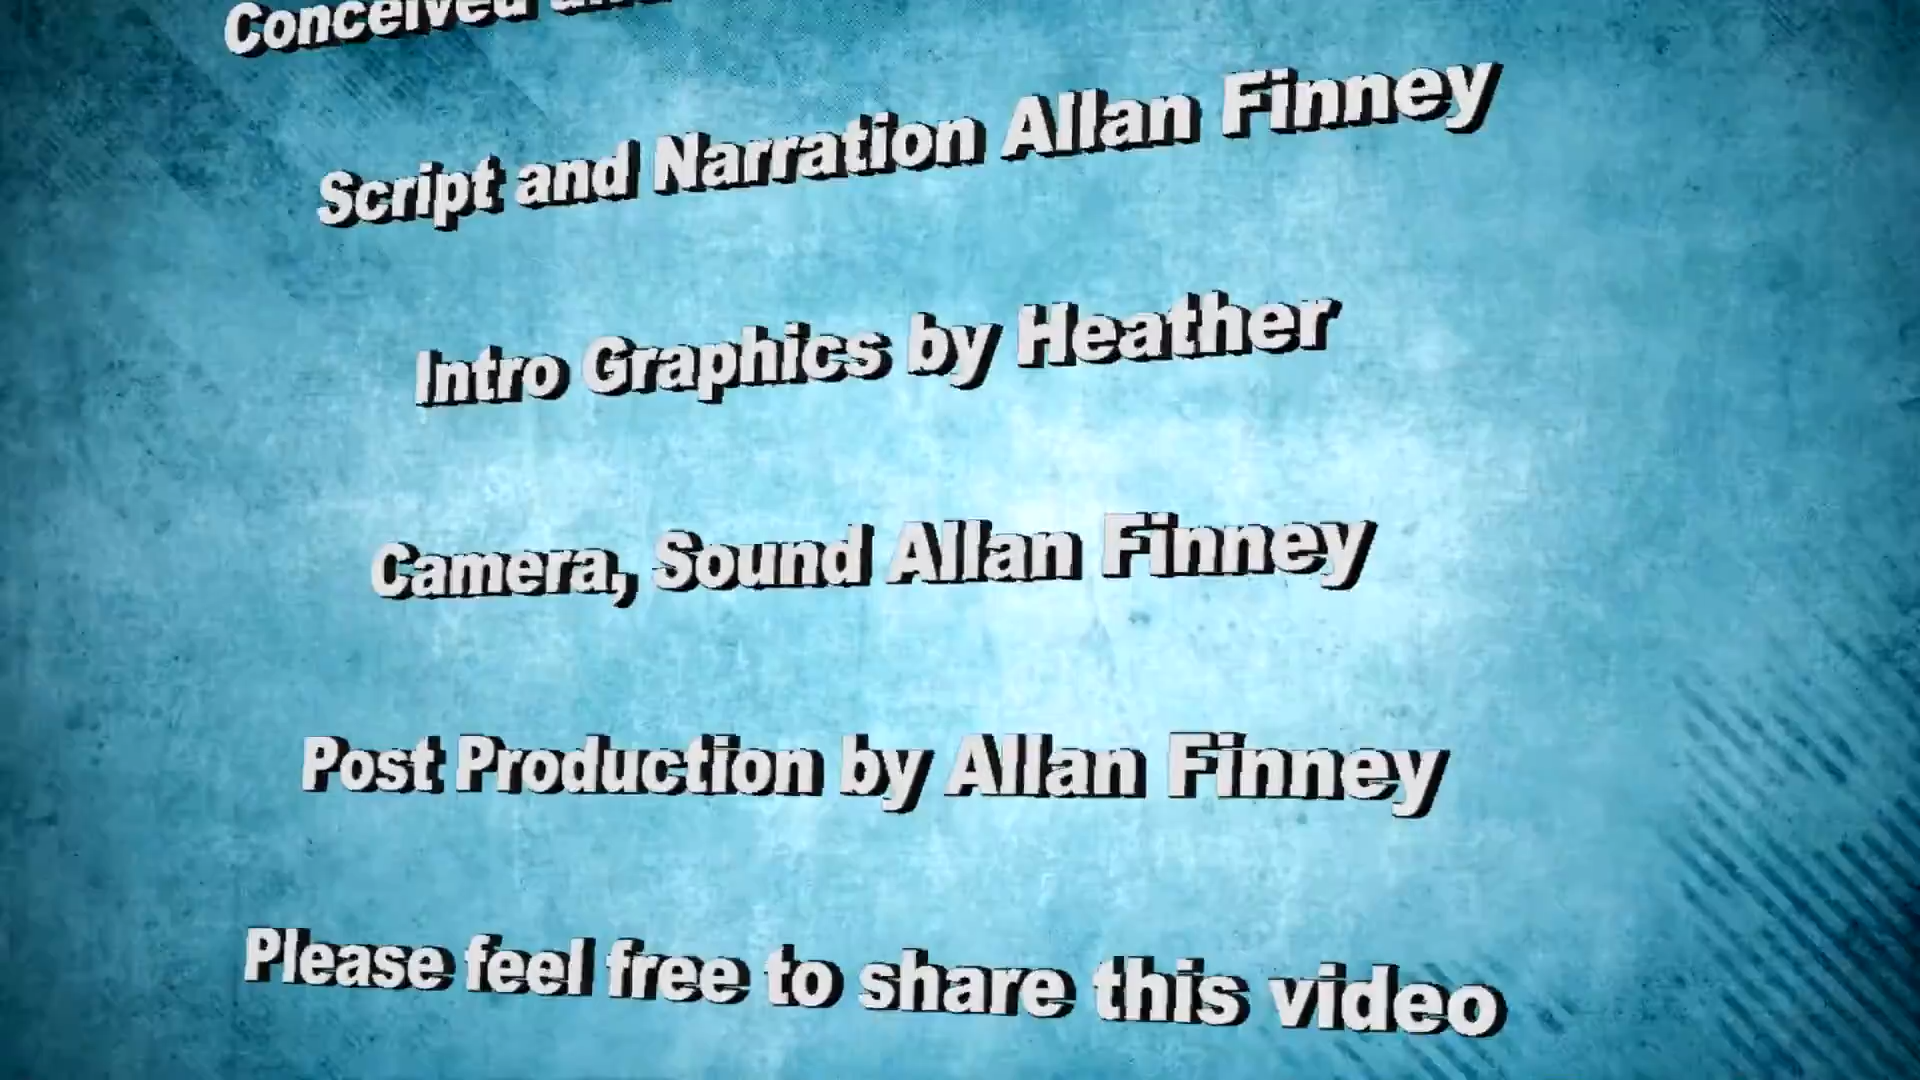 Conceived
Script and Narration Allan Finney
Intro Graphics by Heather
Camera, Sound Allan Finney
Post Production by Allan Finney
Please feel free to share this video